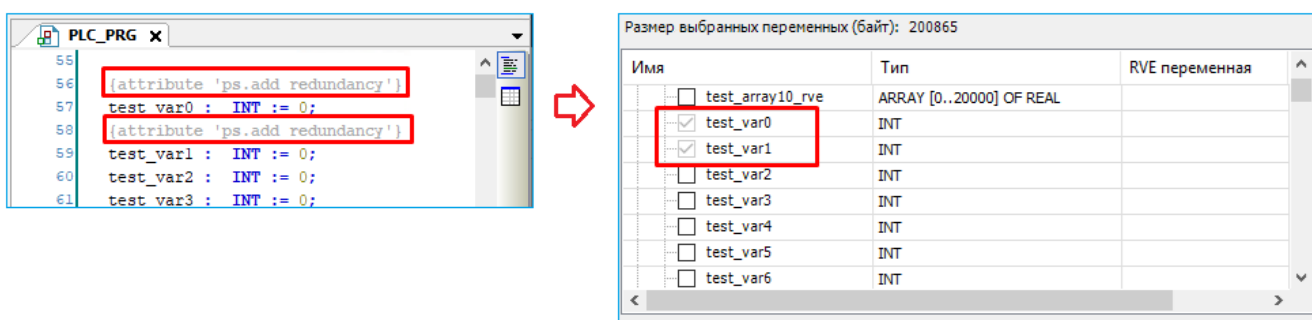 PLC_PRG x
55
56 {attribute 'ps.add redundancy'}
57 test_var0 : INT := 0;
58 {attribute 'ps.add redundancy'}
59 test_var1 : INT := 0;
60 test_var2 : INT := 0;
61 test_var3 : INT := 0;
Размер выбранных переменных (байт): 200865
Имя Тип RVE переменная
test_array10_rve ARRAY [0..20000] OF REAL
test_var0 INT
test_var1 INT
test_var2 INT
test_var3 INT
test_var4 INT
test_var5 INT
test_var6 INT